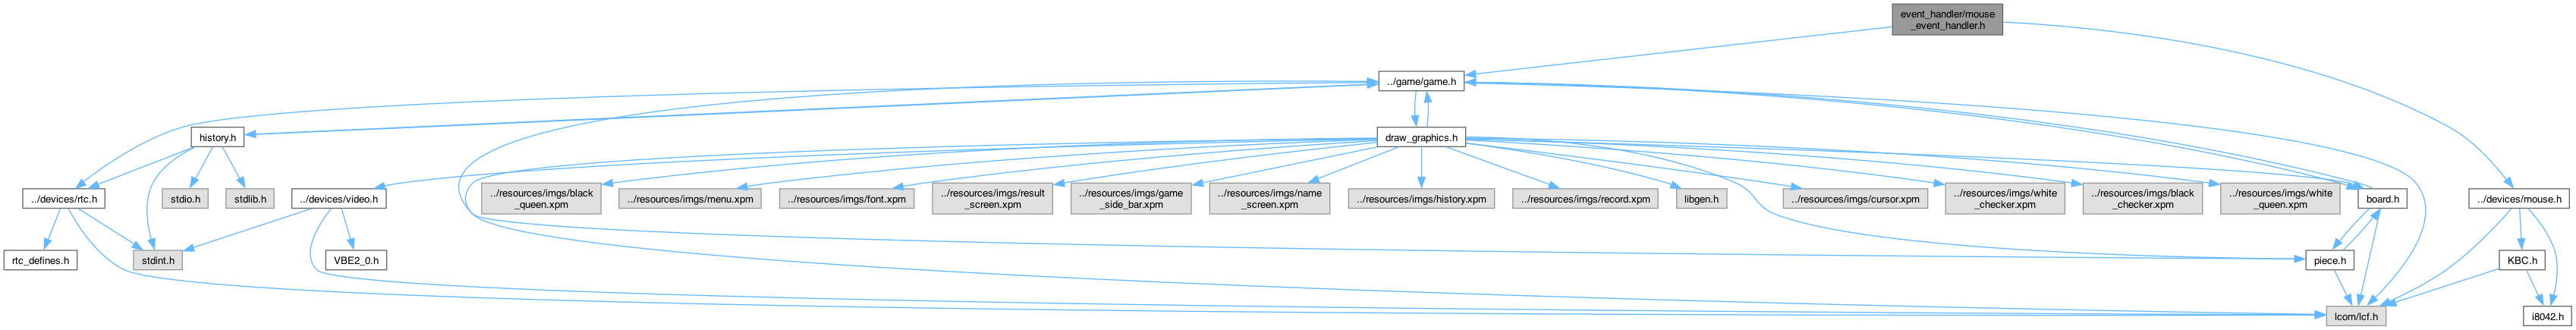 event_handler/mouse
_event_handler.h
../game/game.h
history.h
draw_graphics.h
../devices/rtc.h
stdio.h
stdlib.h
../devices/video.h
../resources/imgs/black
_queen.xpm
../resources/imgs/menu.xpm
../resources/imgs/font.xpm
../resources/imgs/result
_screen.xpm
../resources/imgs/game
_side_bar.xpm
../resources/imgs/name
_screen.xpm
../resources/imgs/history.xpm
../resources/imgs/record.xpm
libgen.h
../resources/imgs/cursor.xpm
../resources/imgs/white
_checker.xpm
../resources/imgs/black
_checker.xpm
../resources/imgs/white
_queen.xpm
board.h
../devices/mouse.h
rtc_defines.h
stdint.h
VBE2_0.h
piece.h
KBC.h
lcom/lcf.h
i8042.h